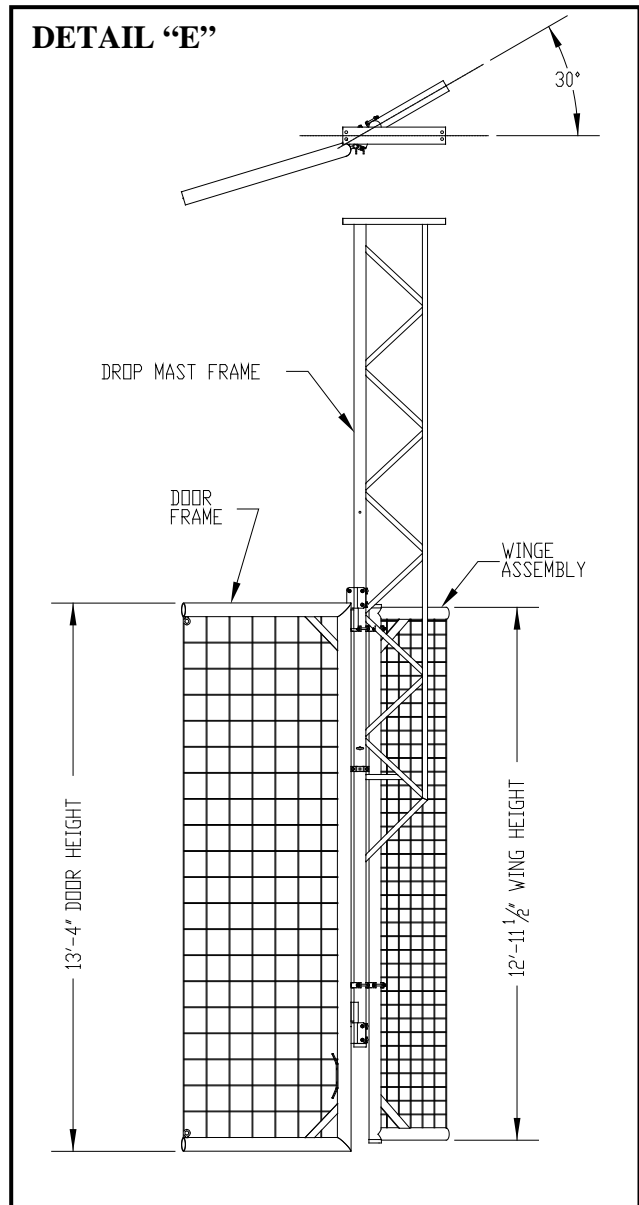 DETAIL “E”
30°
DROP MAST FRAME
DOOR
FRAME
WINGE
ASSEMBLY
13'-4" DOOR HEIGHT
12'-11 1/2" WING HEIGHT